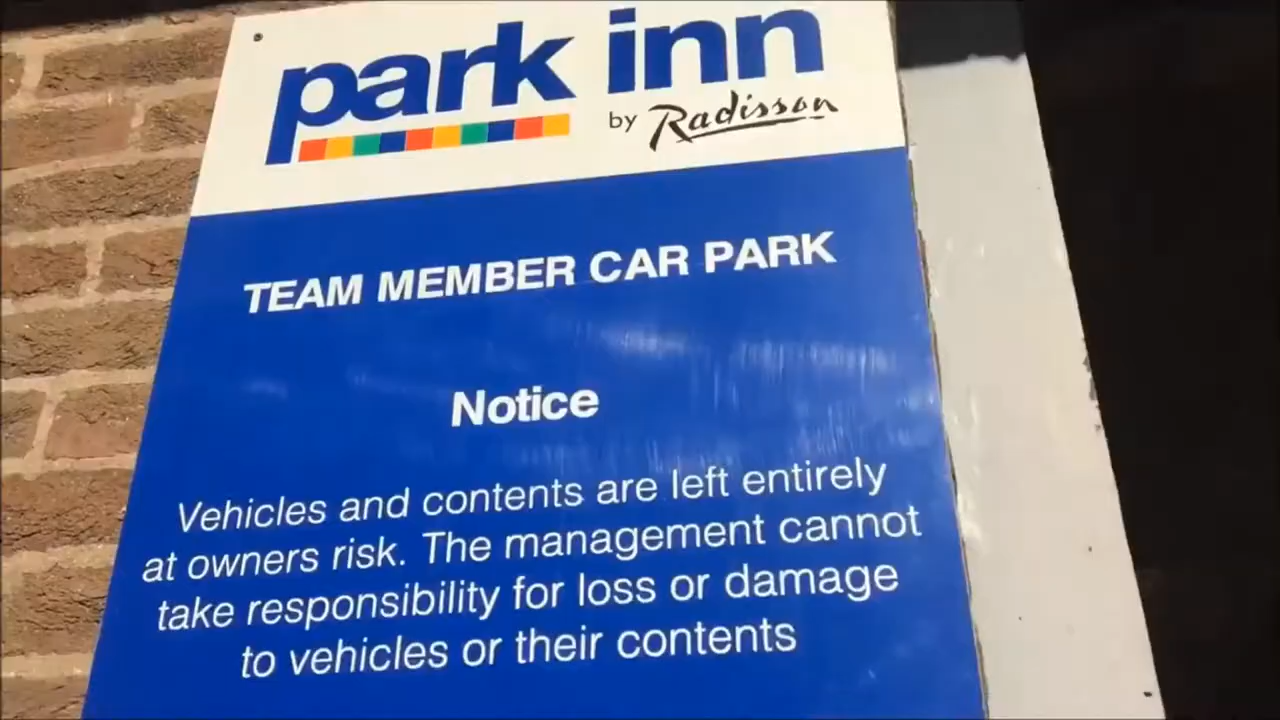 park inn
by Radisson
TEAM MEMBER CAR PARK
Notice
Vehicles and contents are left entirely
at owners risk. The management cannot
take responsibility for loss or damage
to vehicles or their contents